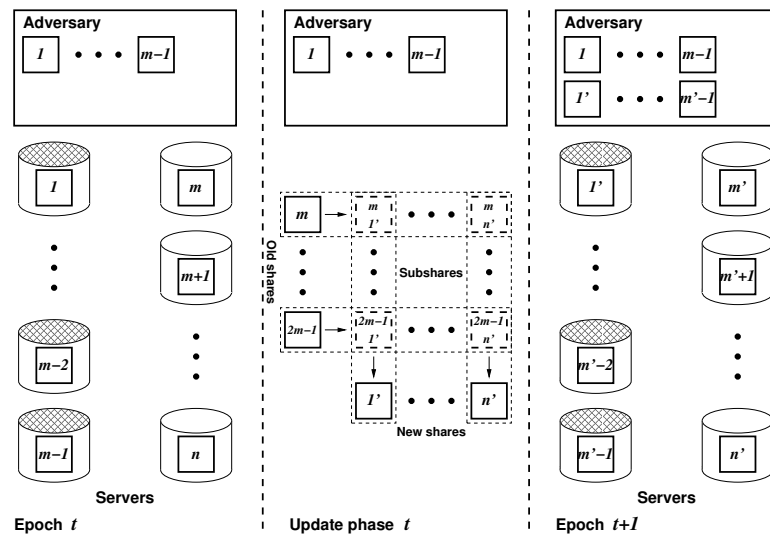 Adversary
1 • • • m−1
1 m
m+1
m−2
m−1 n
Servers
Epoch t
Adversary
1 • • • m−1
Old shares
m m 1' • • • m n'
Subshares
2m−1 2m−1 1' • • • 2m−1 n'
1' • • • n'
New shares
Update phase t
Adversary
1 • • • m−1
1' • • • m'−1
1' m'
m'+1
m'−2
m'−1 n'
Servers
Epoch t+1